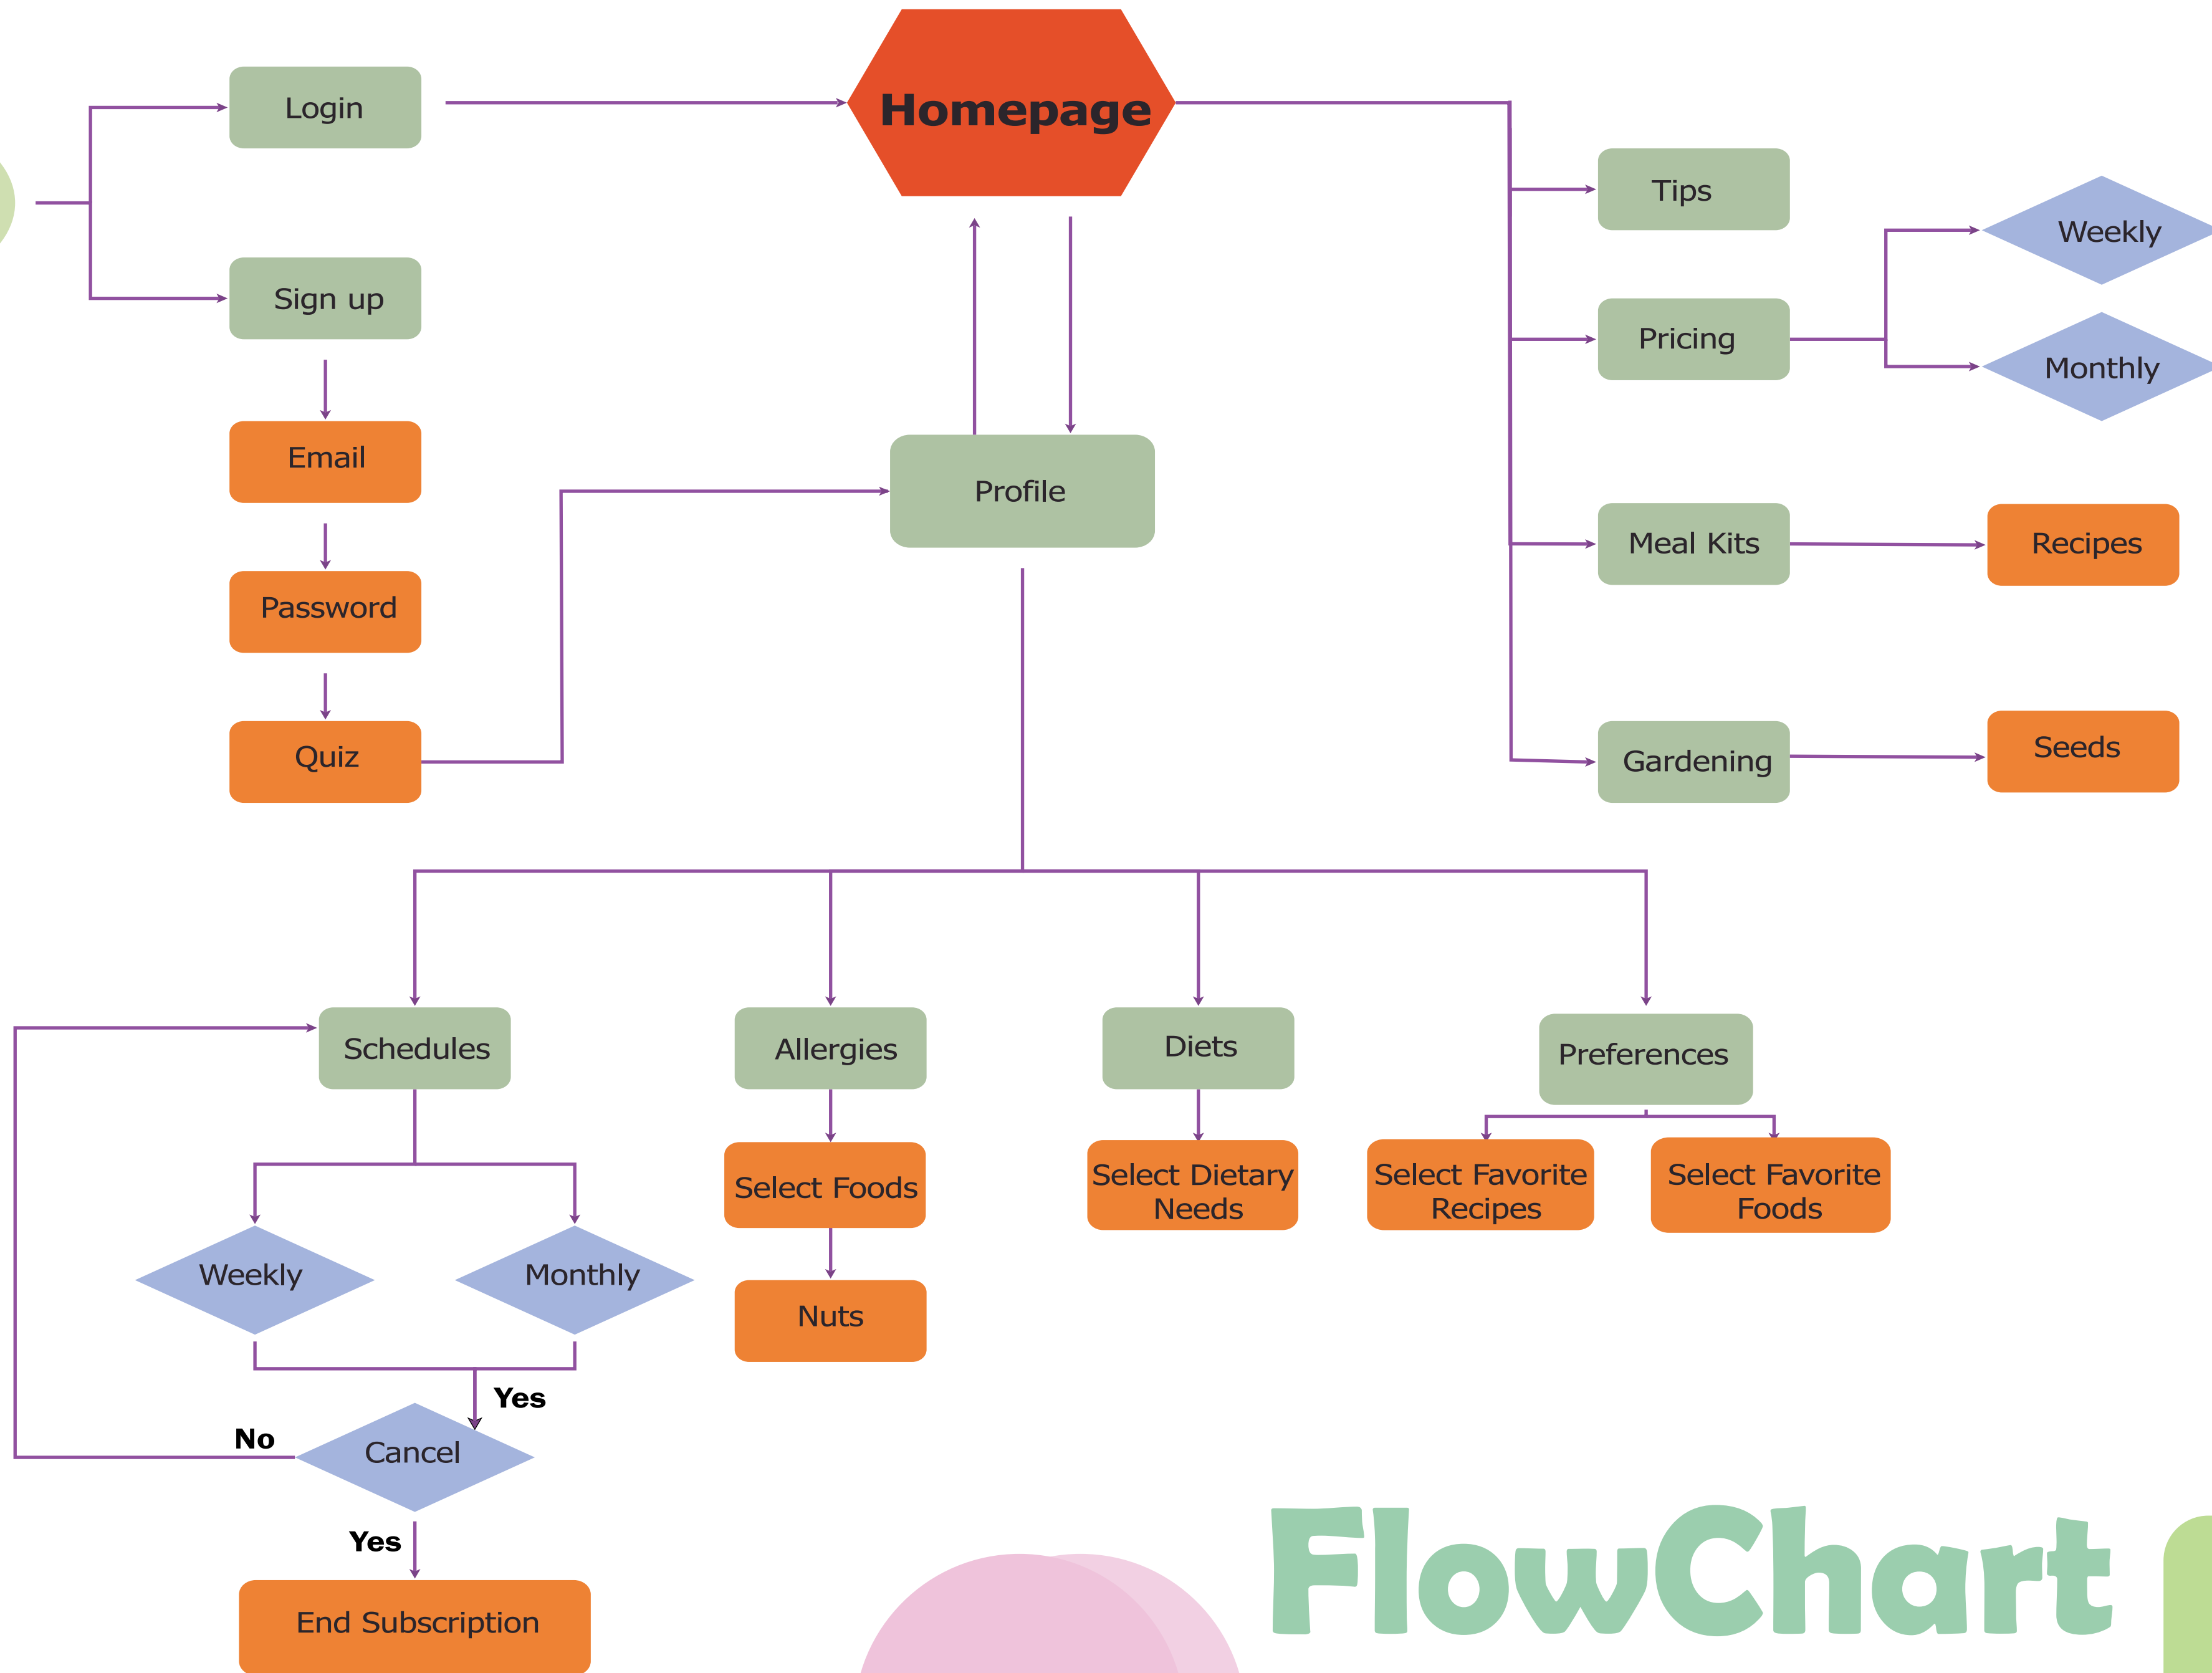 Homepage
Login
Tips
Weekly
Sign up
Pricing
Monthly
Email
Profile
Meal Kits
Recipes
Password
Quiz
Gardening
Seeds
Schedules
Allergies
Diets
Preferences
Select Foods
Select Dietary
Needs
Select Favorite
Recipes
Select Favorite
Foods
Weekly
Monthly
Nuts
Yes
No
Cancel
Yes
End Subscription
FlowChart